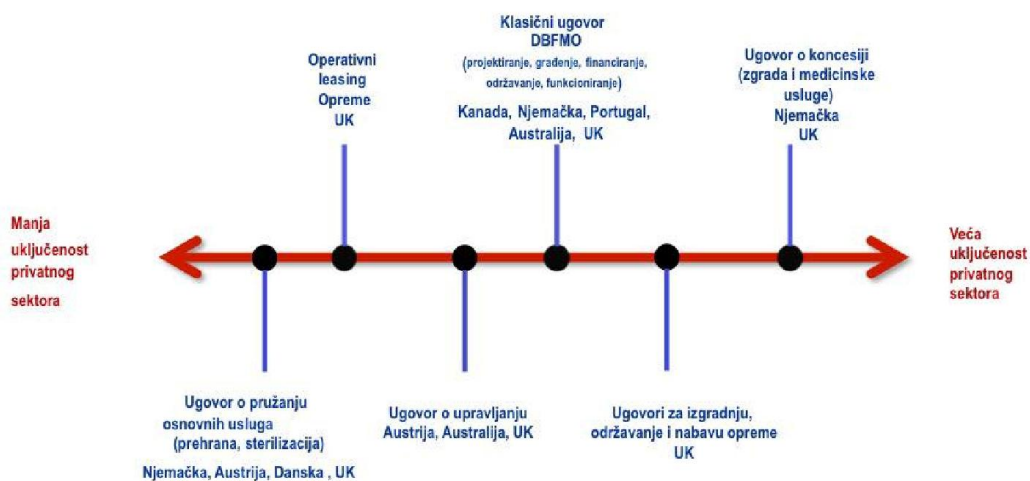 Klasični ugovor
DBFMO
(projektiranje, građenje, financiranje,
održavanje, funkcioniranje)
Kanada, Njemačka, Portugal,
Australija, UK
Operativni
leasing
Opreme
UK
Ugovor o koncesiji
(zgrada i medicinske
usluge)
Njemačka
UK
Manja
uključenost
privatnog
sektora
Veća
uključenost
privatnog
sektora
Ugovor o pružanju
osnovnih usluga
(prehrana, sterilizacija)
Njemačka, Austrija, Danska , UK
Ugovor o upravljanju
Austrija, Australija, UK
Ugovori za izgradnju,
održavanje i nabavu opreme
UK